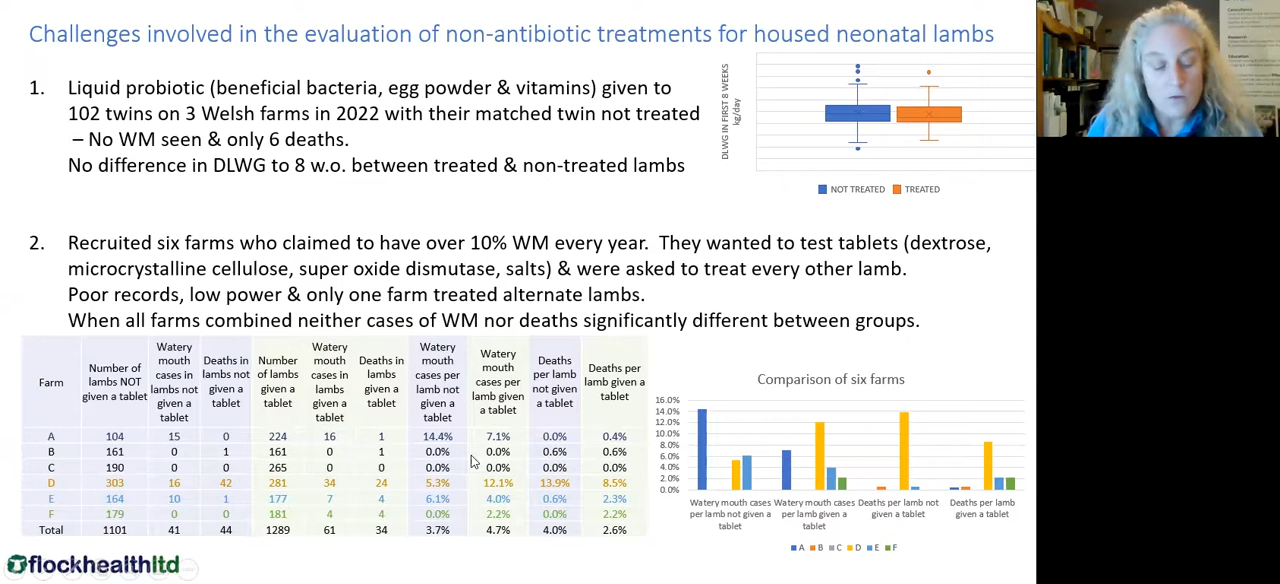 Challenges involved in the evaluation of non-antibiotic treatments for housed neonatal lambs
1. Liquid probiotic (beneficial bacteria, egg powder & vitamins) given to
102 twins on 3 Welsh farms in 2022 with their matched twin not treated
– No WM seen & only 6 deaths.
No difference in DLWG to 8 w.o. between treated & non-treated lambs
DLWG IN FIRST 8 WEEKS
kg/day
NOT TREATED TREATED
2. Recruited six farms who claimed to have over 10% WM every year. They wanted to test tablets (dextrose,
microcrystalline cellulose, super oxide dismutase, salts) & were asked to treat every other lamb.
Poor records, low power & only one farm treated alternate lambs.
When all farms combined neither cases of WM nor deaths significantly different between groups.
Farm
Number of
lambs NOT
given a tablet
Watery
mouth
cases in
lambs not
given a
tablet
Deaths in
lambs not
given a
tablet
Number
of lambs
given a
tablet
Watery
mouth
cases in
lambs
given a
tablet
Deaths in
lambs
given a
tablet
Watery
mouth
cases per
lamb not
given a
tablet
Watery
mouth
cases per
lamb given
a tablet
Deaths
per lamb
not given
a tablet
Deaths per
lamb given a
tablet
A 104 15 0 224 16 1 14.4% 7.1% 0.0% 0.4%
B 161 0 1 161 0 1 0.0% 0.0% 0.6% 0.6%
C 190 0 0 265 0 0 0.0% 0.0% 0.0% 0.0%
D 303 16 42 281 34 24 5.3% 12.1% 13.9% 8.5%
E 164 10 1 177 7 4 6.1% 4.0% 0.6% 2.3%
F 179 0 0 181 4 4 0.0% 2.2% 0.0% 2.2%
Total 1101 41 44 1289 61 34 3.7% 4.7% 4.0% 2.6%
Comparison of six farms
16.0%
14.0%
12.0%
10.0%
8.0%
6.0%
4.0%
2.0%
0.0%
Watery mouth cases
per lamb not given a
tablet
Watery mouth cases
per lamb given a
tablet
Deaths per lamb not
given a tablet
Deaths per lamb
given a tablet
A B C D E F
flockhealthltd
Consultancy
Education